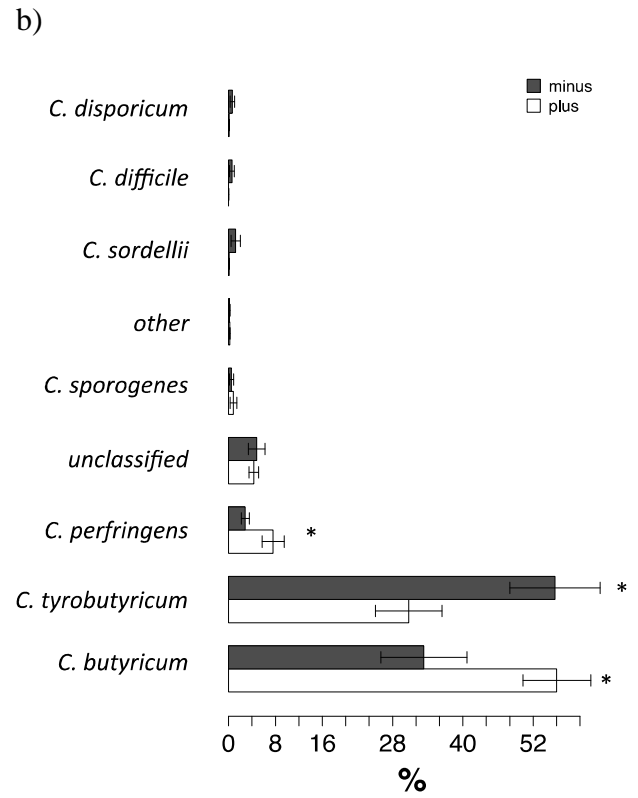 b)
minus
plus
C. disporicum
C. difficile
C. sordellii
other
C. sporogenes
unclassified
C. perfringens
*
C. tyrobutyricum
*
C. butyricum
*
0 8 16 28 40 52
%